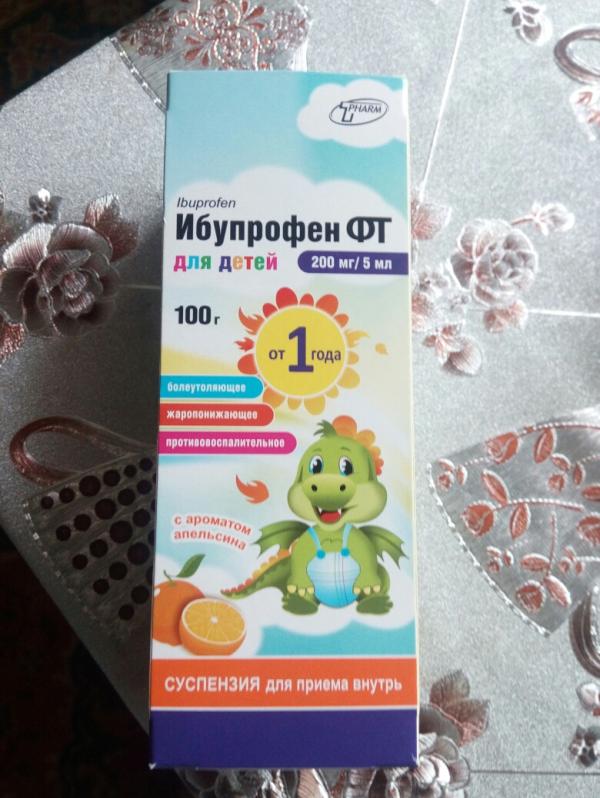 PHARM
Ibuprofen
Ибупрофен ФТ
для детей
200 мг/ 5 мл
100 г
от 1 года
болеутоляющее
жаропонижающее
противовоспалительное
с ароматом
апельсина
СУСПЕНЗИЯ для приема внутрь